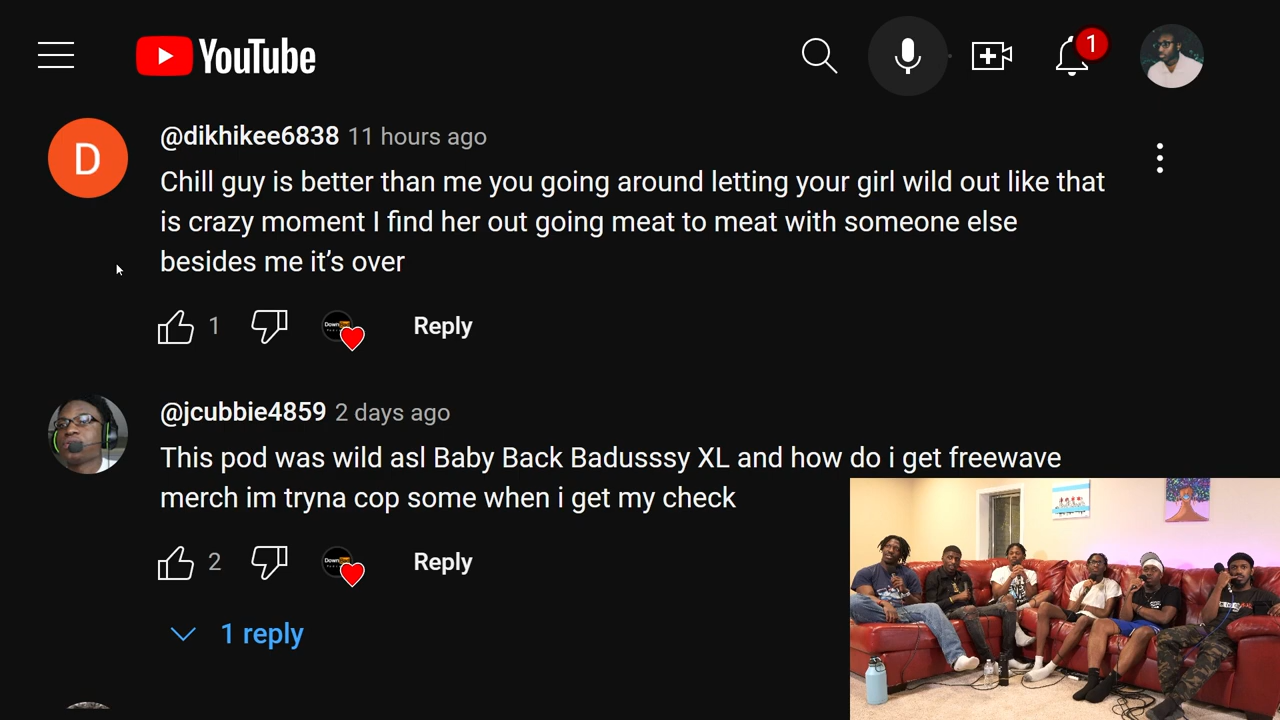 YouTube
1
D
@dikhikee6838 11 hours ago
Chill guy is better than me you going around letting your girl wild out like that
is crazy moment I find her out going meat to meat with someone else
besides me it’s over
1
Reply
@jcubbie4859 2 days ago
This pod was wild asl Baby Back Badusssy XL and how do i get freewave
merch im tryna cop some when i get my check
2
Reply
1 reply